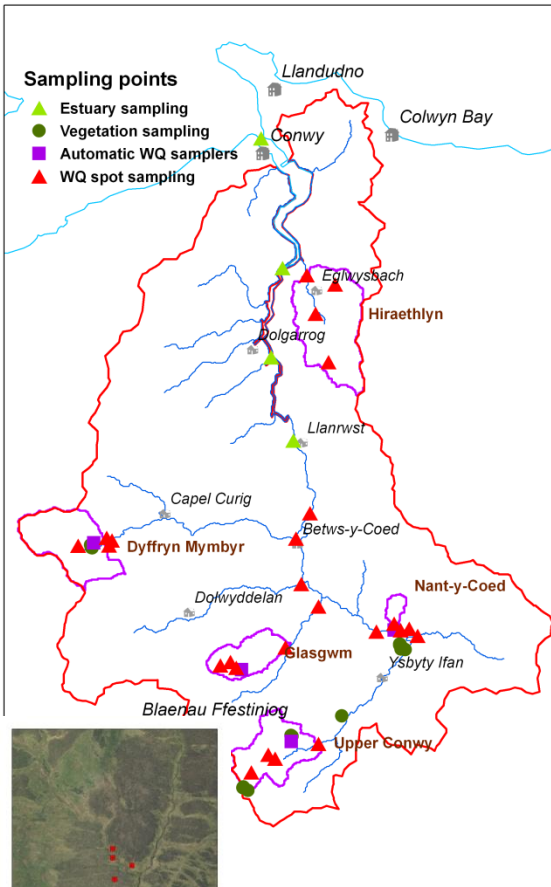 Sampling points
Estuary sampling
Vegetation sampling
Automatic WQ samplers
WQ spot sampling
Llandudno
Colwyn Bay
Conwy
Eglwysbach
Hiraethlyn
Dolgarrog
Llanrwst
Capel Curig
Betws-y-Coed
Dyffryn Mymbyr
Nant-y-Coed
Dolwyddelan
Glasgwm
Ysbyty Ifan
Blaenau Ffestiniog
Upper Conwy